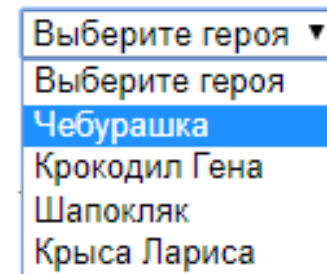 Выберите героя
Выберите героя
Чебурашка
Крокодил Гена
Шапокляк
Крыса Лариса